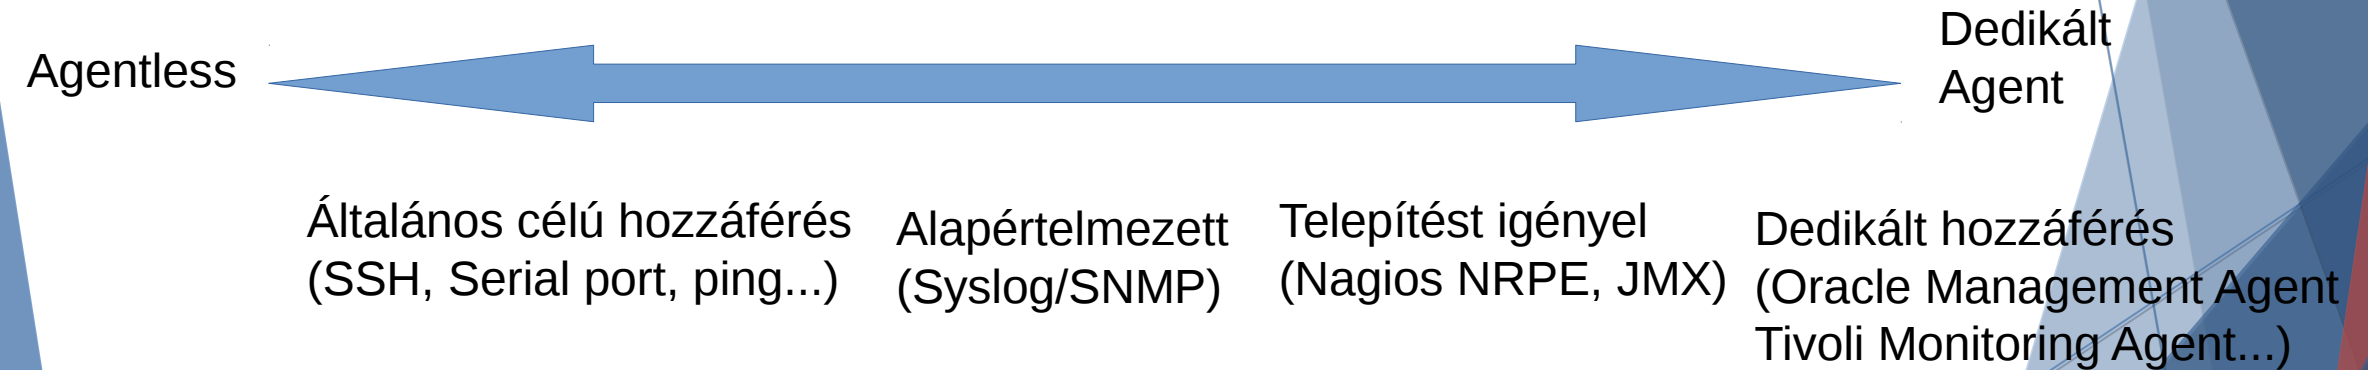 Agentless
Dedikált
Agent
Általános célú hozzáférés
(SSH, Serial port, ping...)
Alapértelmezett
(Syslog/SNMP)
Telepítést igényel
(Nagios NRPE, JMX)
Dedikált hozzáférés
(Oracle Management Agent
Tivoli Monitoring Agent...)